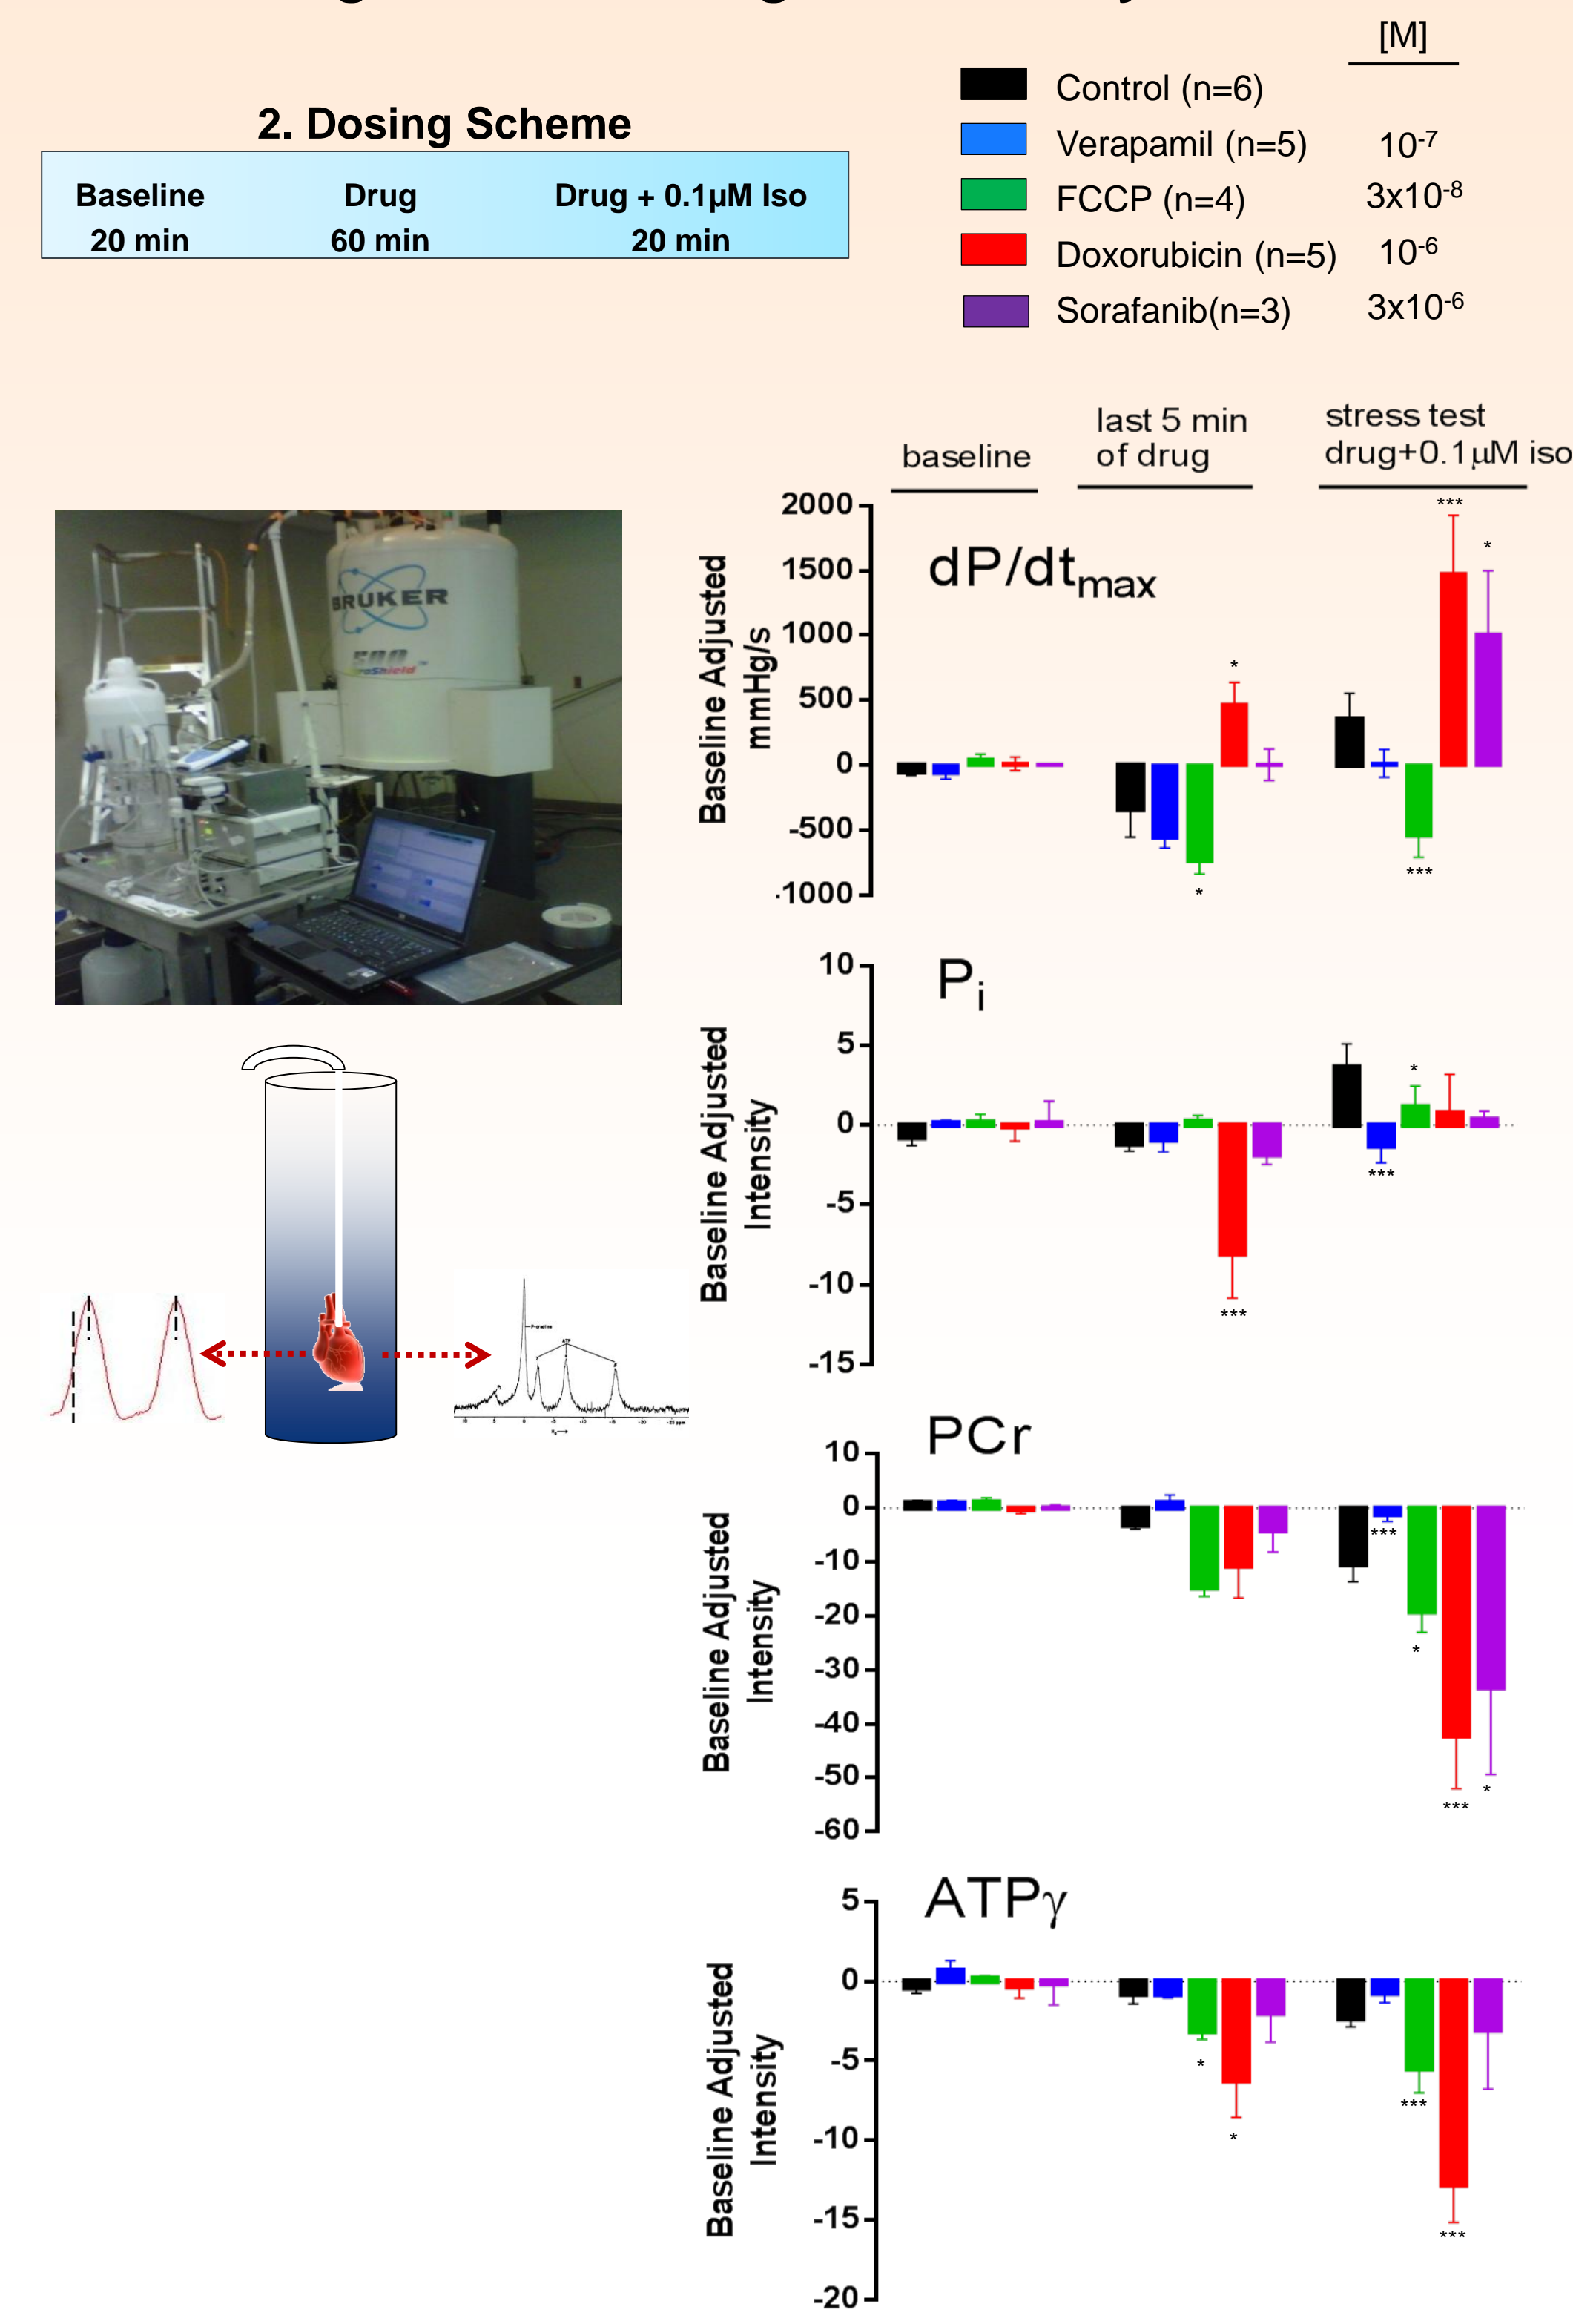 2. Dosing Scheme
Baseline Drug Drug + 0.1µM Iso
20 min 60 min 20 min
[M]
Control (n=6)
Verapamil (n=5) 10-7
FCCP (n=4) 3x10-8
Doxorubicin (n=5) 10-6
Sorafanib(n=3) 3x10-6
BRUKER
baseline
last 5 min
of drug
stress test
drug+0.1µM iso
dP/dtmax
Baseline Adjusted
mmHg/s
2000
1500
1000
500
0
-500
-1000
*
*
***
***
*
Pi
Baseline Adjusted
Intensity
10
5
0
-5
-10
-15
***
***
*
PCr
Baseline Adjusted
Intensity
10
0
-10
-20
-30
-40
-50
-60
***
*
***
*
ATPγ
Baseline Adjusted
Intensity
5
0
-5
-10
-15
-20
*
*
***
***
P-creatine
ATP